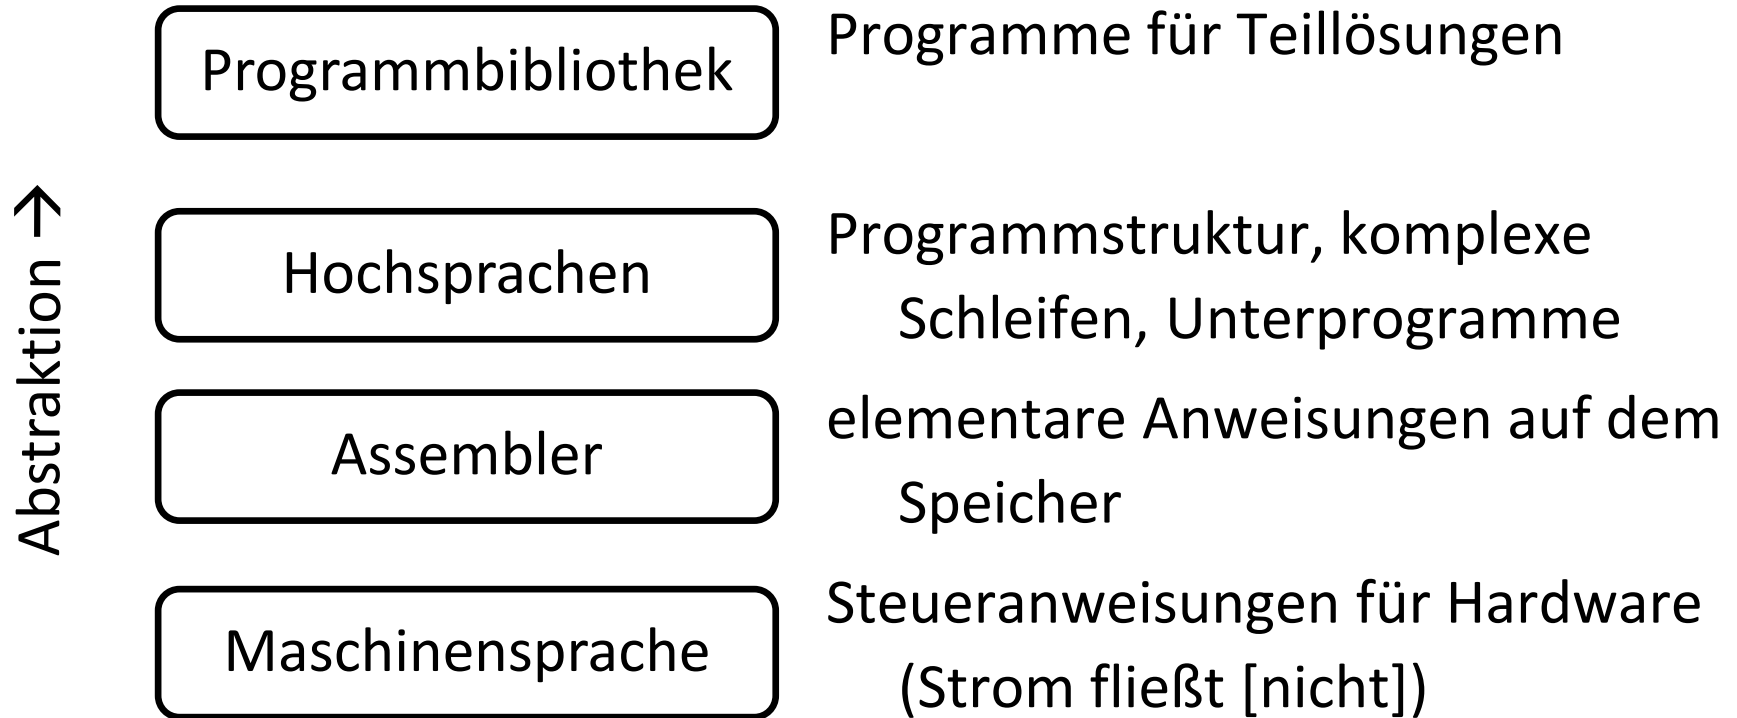 Programmbibliothek
Programme für Teillösungen
Abstraktion →
Hochsprachen
Programmstruktur, komplexe
Schleifen, Unterprogramme
Assembler
elementare Anweisungen auf dem
Speicher
Maschinensprache
Steueranweisungen für Hardware
(Strom fließt [nicht])